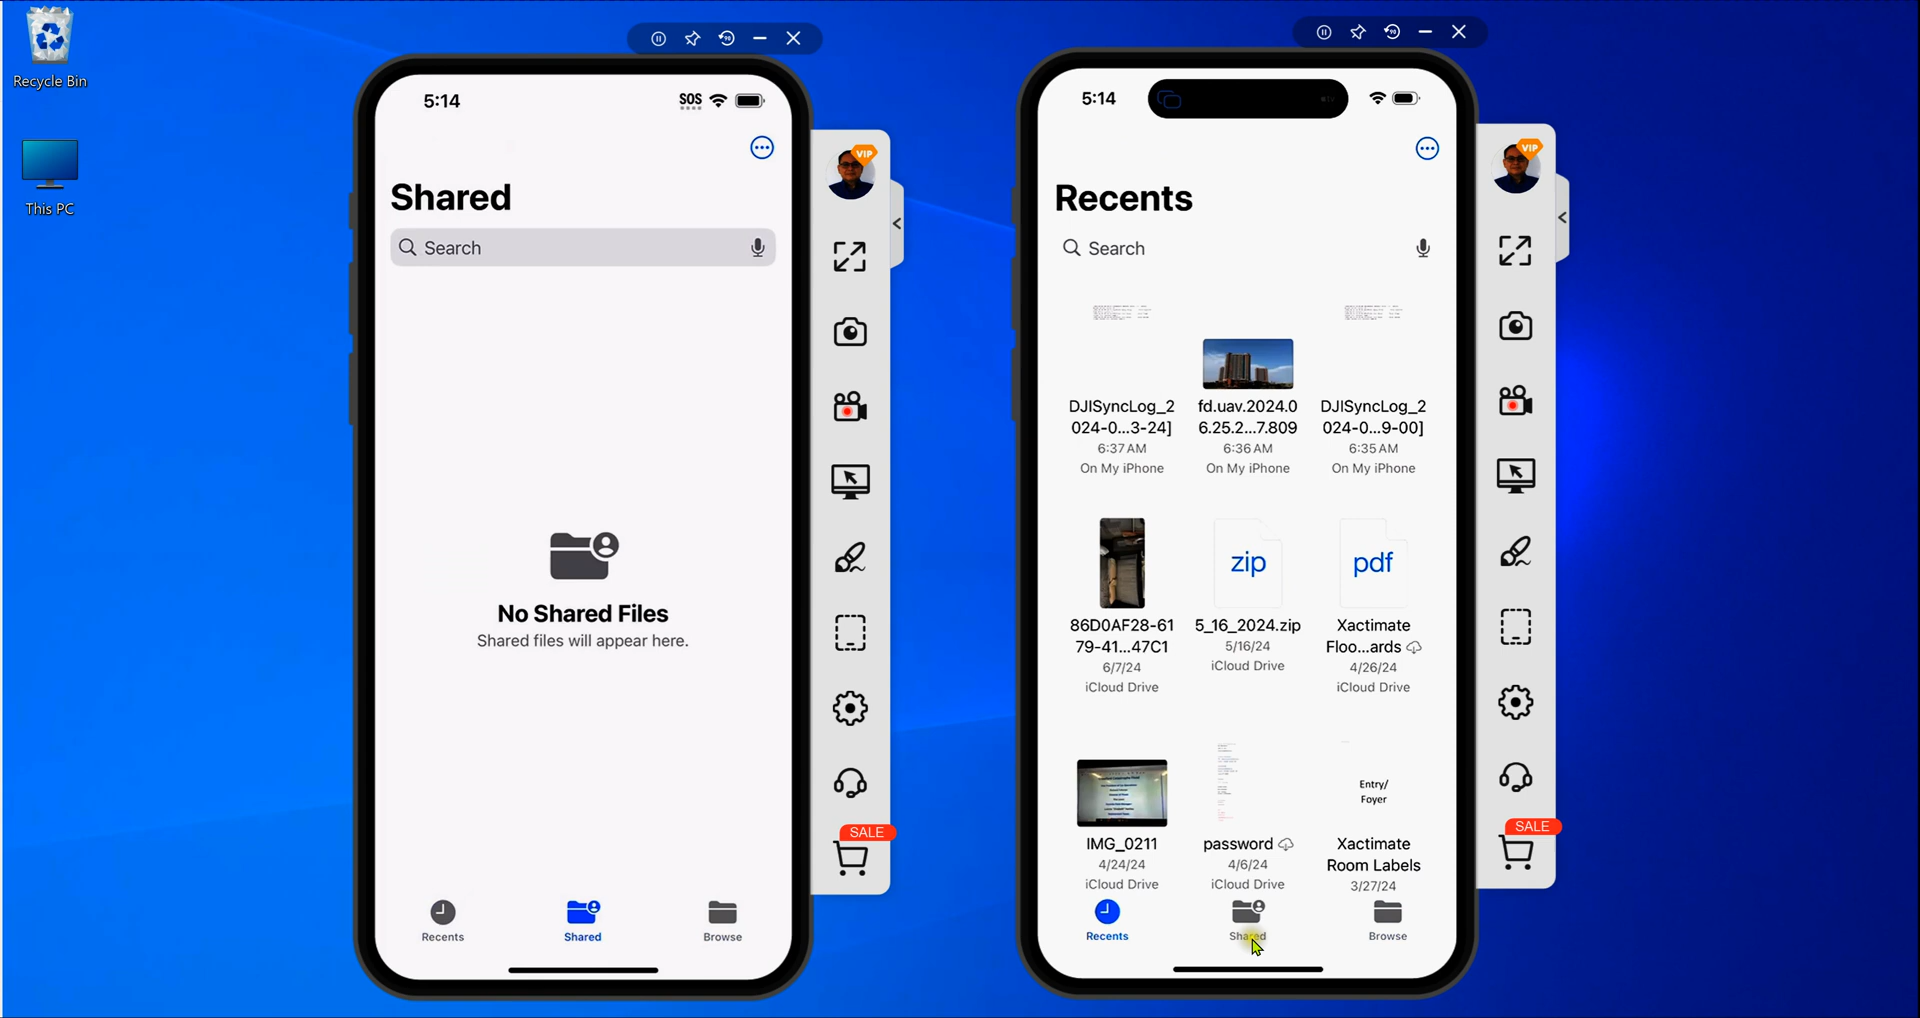 Recycle Bin
This PC
5:14
SOS
Shared
Search
No Shared Files
Shared files will appear here.
Recents
Shared
Browse
VIP
SALE
5:14
Recents
Search
DJISyncLog_2
024-0...3-24]
6:37 AM
On My iPhone
fd.uav.2024.0
6.25.2...7.809
6:36 AM
On My iPhone
DJISyncLog_2
024-0...9-00]
6:35 AM
On My iPhone
86D0AF28-61
79-41...47C1
6/7/24
iCloud Drive
zip
5_16_2024.zip
5/16/24
iCloud Drive
pdf
Xactimate
Floo...ards
4/26/24
iCloud Drive
IMG_0211
4/24/24
iCloud Drive
password
4/6/24
iCloud Drive
Entry/
Foyer
Xactimate
Room Labels
3/27/24
Recents
Shared
Browse
VIP
SALE